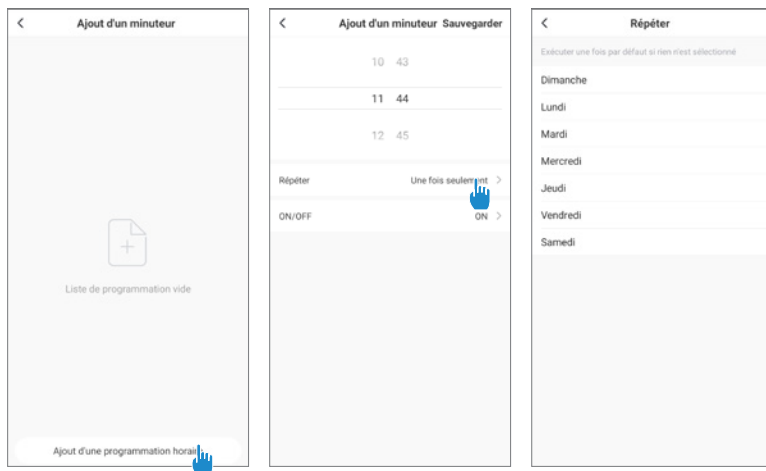 Ajout d'un minuteur
Liste de programmation vide
Ajout d'une programmation horaire
Ajout d'un minuteur Sauvegarder
10 43
11 44
12 45
Répéter Une fois seulement
ON/OFF ON
Répéter
Exécuter une fois par défaut si rien n'est sélectionné
Dimanche
Lundi
Mardi
Mercredi
Jeudi
Vendredi
Samedi